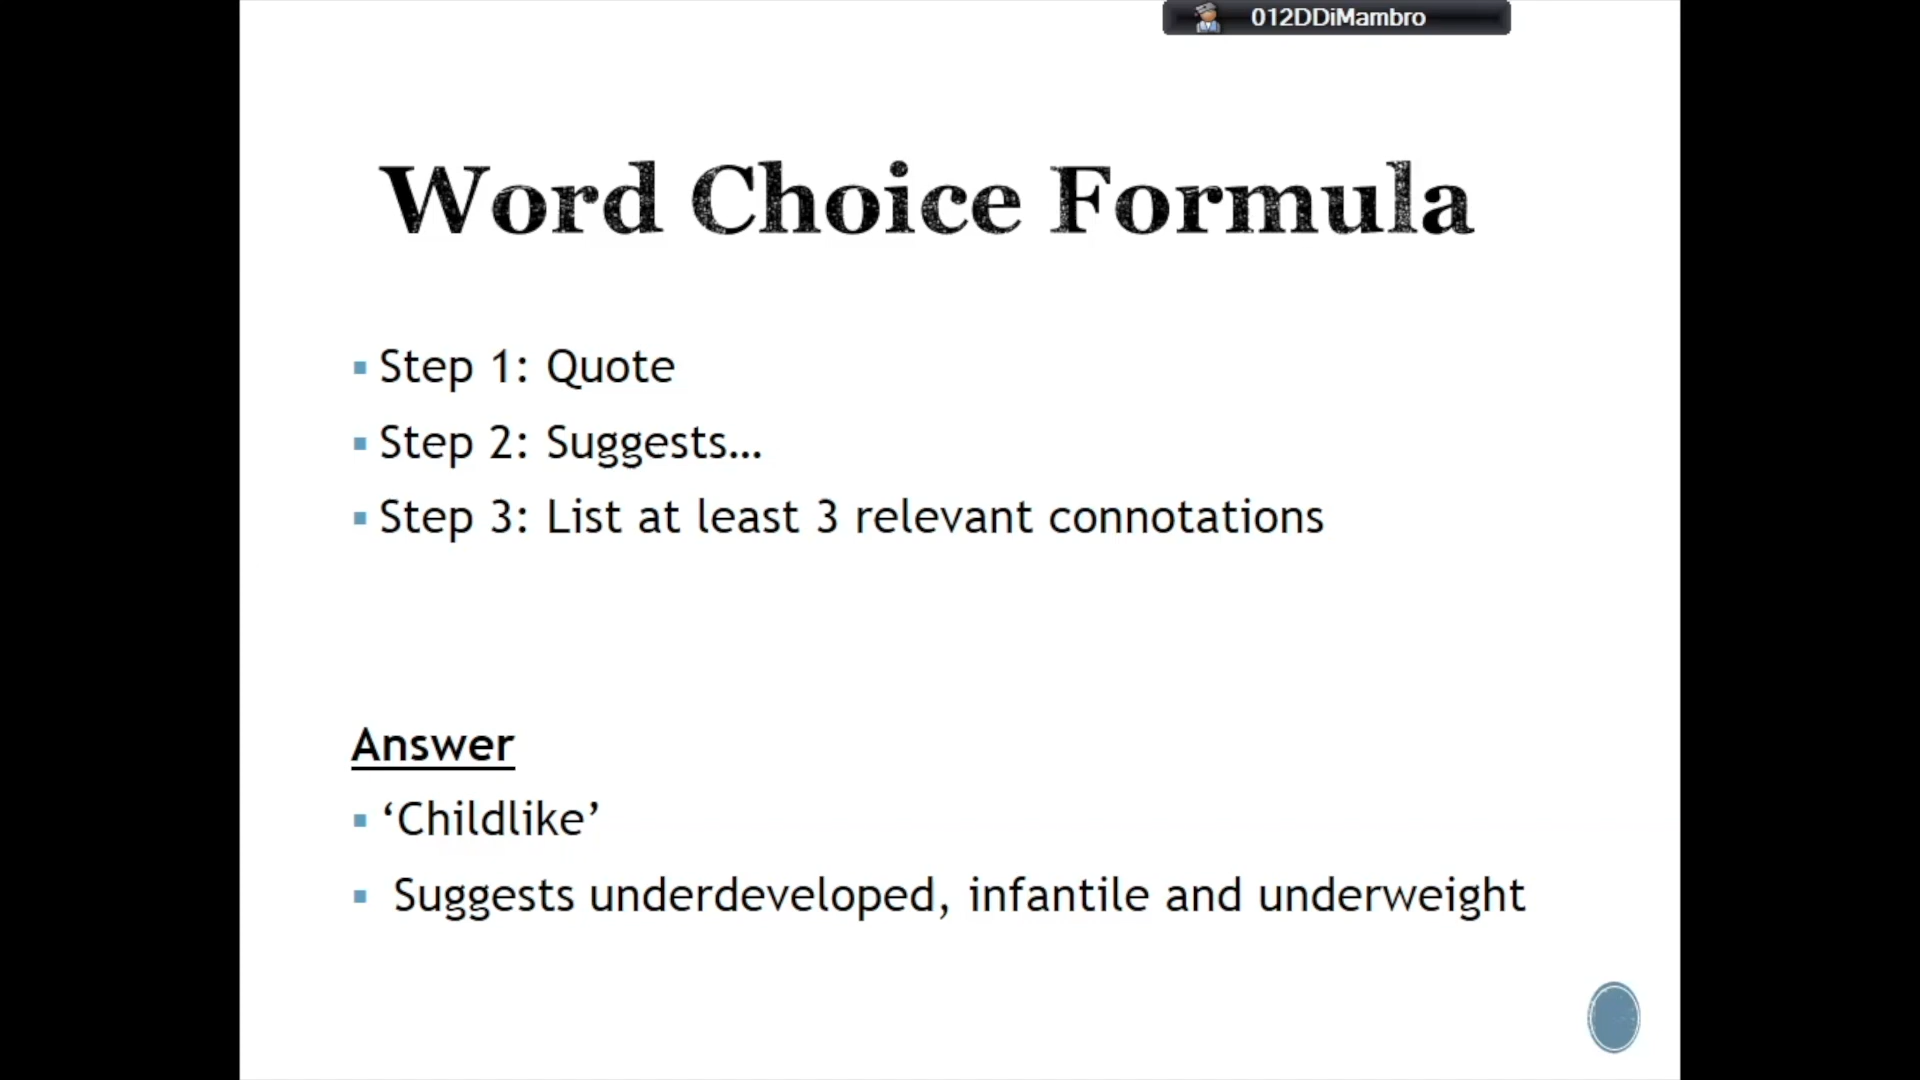 012DDiMambro
Word Choice Formula
Step 1: Quote
Step 2: Suggests...
Step 3: List at least 3 relevant connotations
Answer
‘Childlike’
Suggests underdeveloped, infantile and underweight